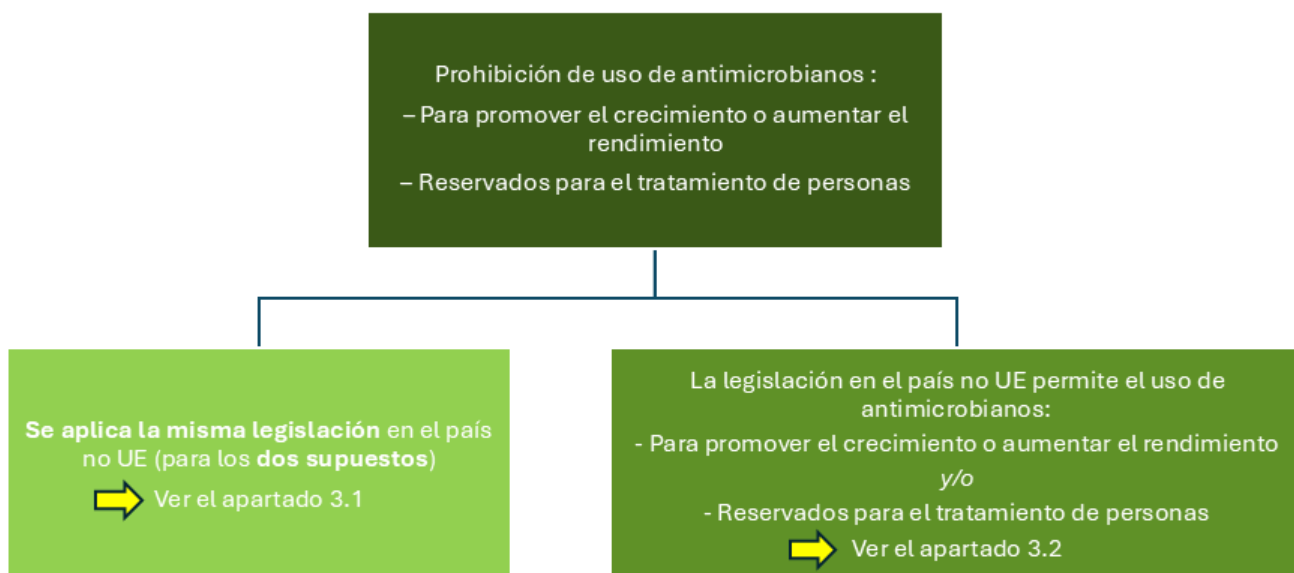 Prohibición de uso de antimicrobianos :
– Para promover el crecimiento o aumentar el
rendimiento
– Reservados para el tratamiento de personas
Se aplica la misma legislación en el país
no UE (para los dos supuestos)
Ver el apartado 3.1
La legislación en el país no UE permite el uso de
antimicrobianos:
- Para promover el crecimiento o aumentar el rendimiento
y/o
- Reservados para el tratamiento de personas
Ver el apartado 3.2